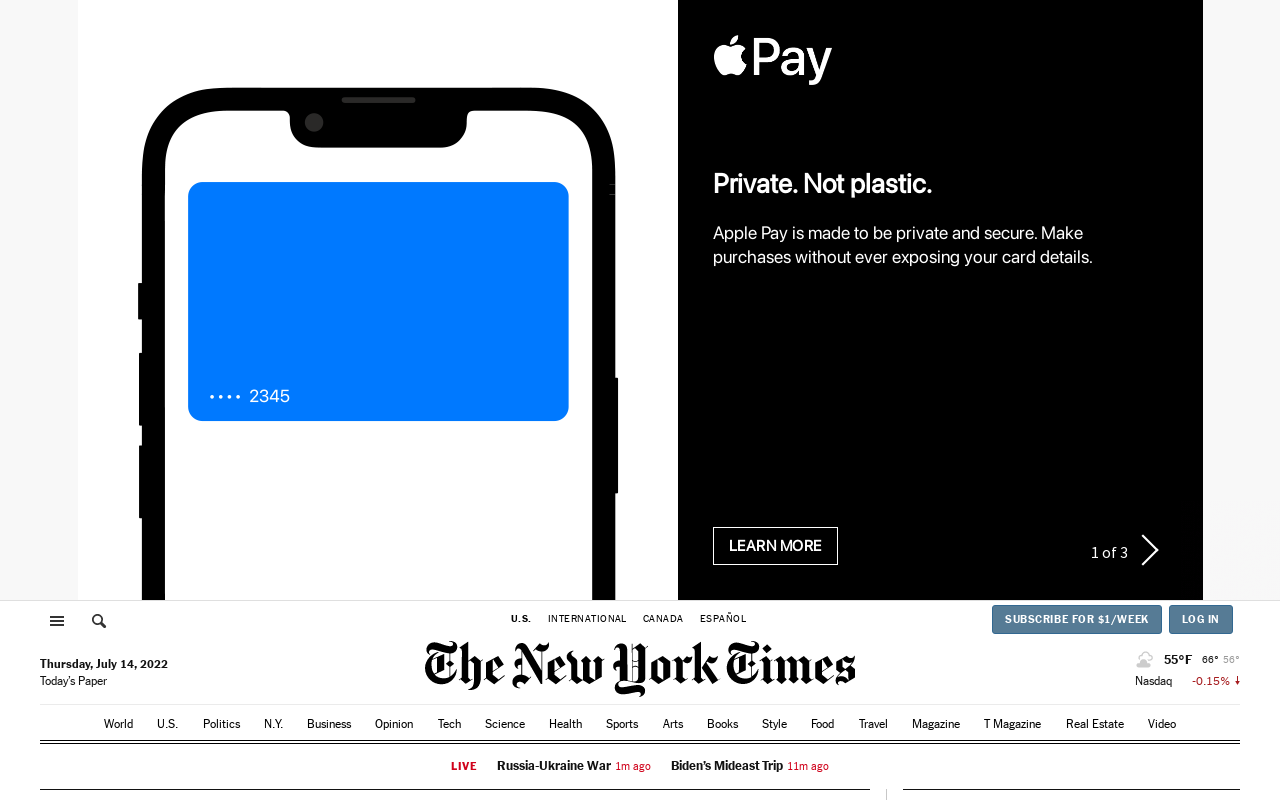 Pay
Private. Not plastic.
Apple Pay is made to be private and secure. Make
purchases without ever exposing your card details.
•••• 2345
LEARN MORE
1 of 3
U.S. INTERNATIONAL CANADA ESPAÑOL
SUBSCRIBE FOR $1/WEEK LOG IN
Thursday, July 14, 2022
Today's Paper
The New York Times
55°F 66° 56°
Nasdaq -0.15% ↓
World U.S. Politics N.Y. Business Opinion Tech Science Health Sports Arts Books Style Food Travel Magazine T Magazine Real Estate Video
LIVE Russia-Ukraine War 1m ago Biden's Mideast Trip 11m ago